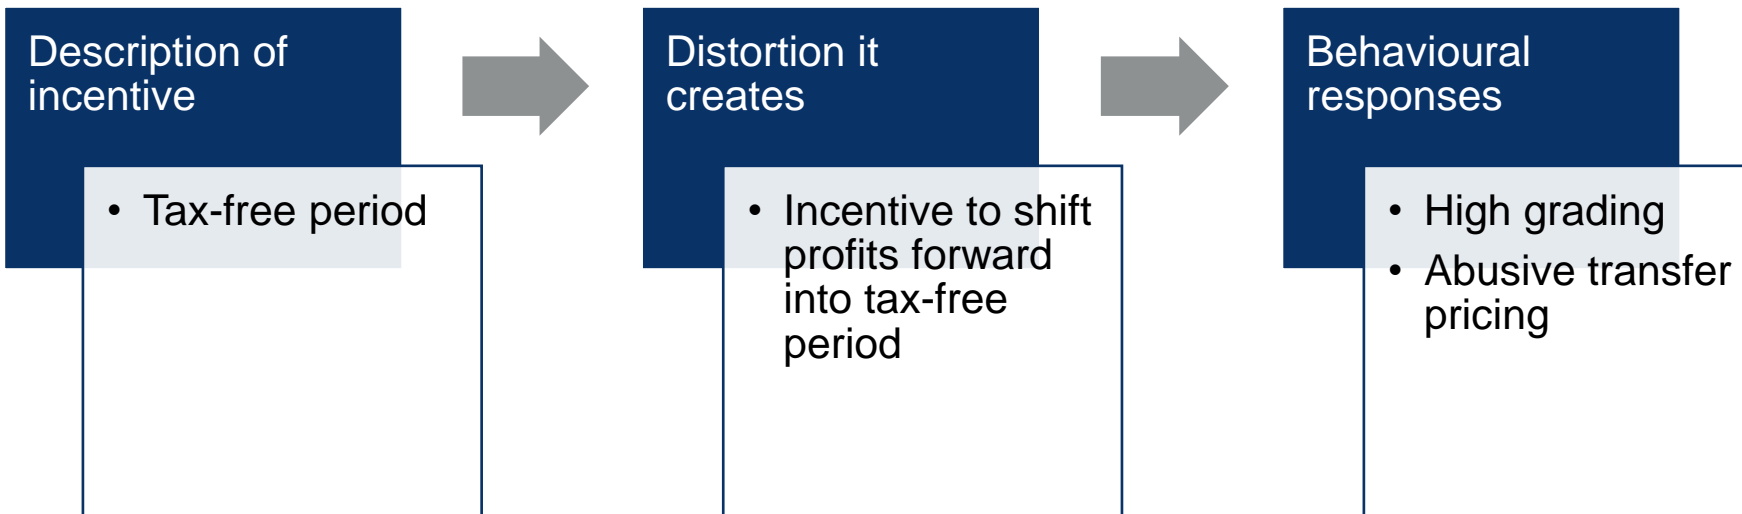 Description of
incentive
• Tax-free period
Distortion it
creates
• Incentive to shift
profits forward
into tax-free
period
Behavioural
responses
• High grading
• Abusive transfer
pricing